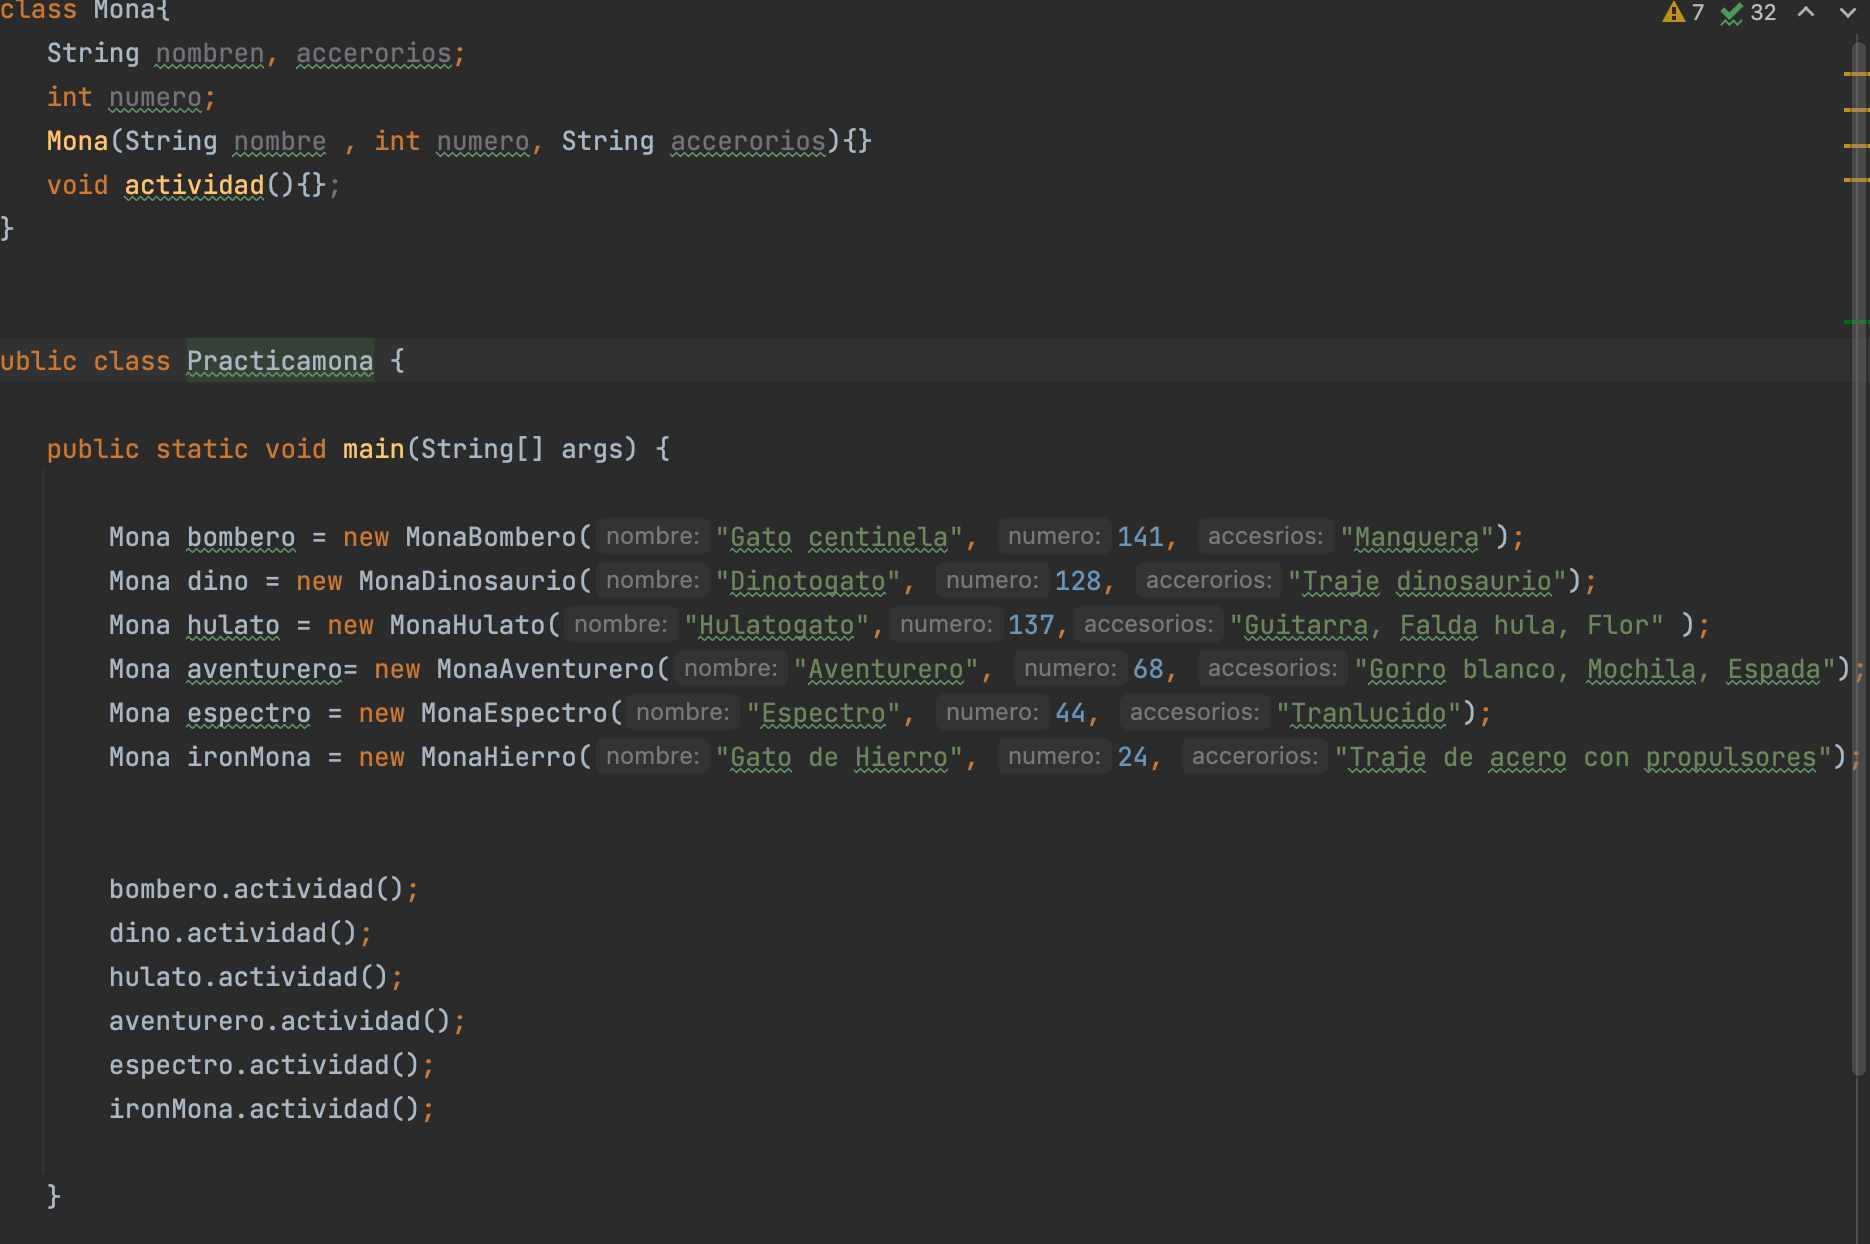 class Mona{ 7 32
String nombren, accerorios;
int numero;
Mona(String nombre , int numero, String accerorios){}
void actividad(){};
}
ublic class Practicamona {
public static void main(String[] args) {
Mona bombero = new MonaBombero( nombre: "Gato centinela", numero: 141, accesrios: "Manguera");
Mona dino = new MonaDinosaurio( nombre: "Dinotogato", numero: 128, accerorios: "Traje dinosaurio");
Mona hulato = new MonaHulato( nombre: "Hulatogato", numero: 137, accesorios: "Guitarra, Falda hula, Flor" );
Mona aventurero= new MonaAventurero( nombre: "Aventurero", numero: 68, accesorios: "Gorro blanco, Mochila, Espada");
Mona espectro = new MonaEspectro( nombre: "Espectro", numero: 44, accesorios: "Tranlucido");
Mona ironMona = new MonaHierro( nombre: "Gato de Hierro", numero: 24, accerorios: "Traje de acero con propulsores");
bombero.actividad();
dino.actividad();
hulato.actividad();
aventurero.actividad();
espectro.actividad();
ironMona.actividad();
}